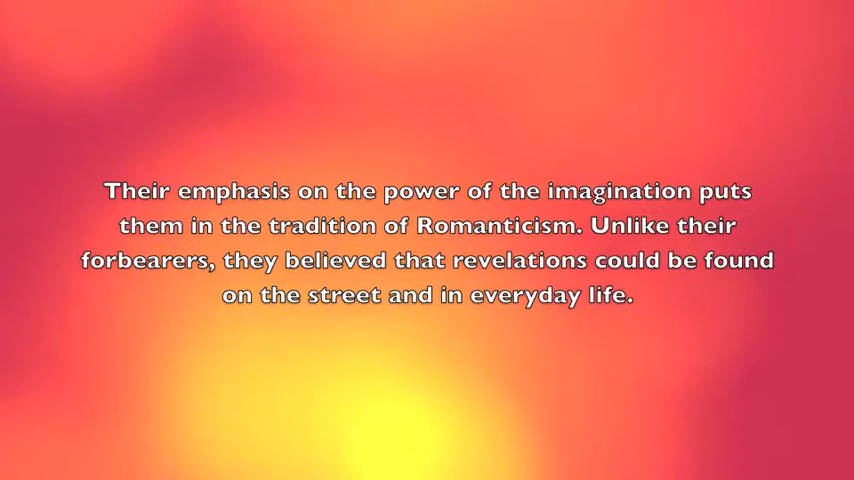 Their emphasis on the power of the imagination puts
them in the tradition of Romanticism. Unlike their
forbearers, they believed that revelations could be found
on the street and in everyday life.